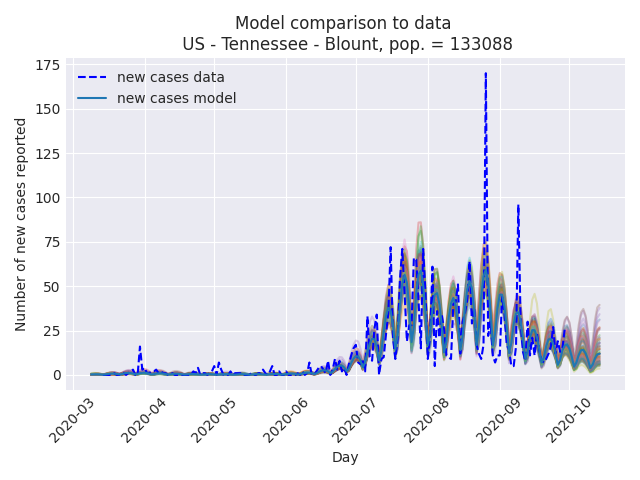 Model comparison to data
US - Tennessee - Blount, pop. = 133088
new cases data
new cases model
Number of new cases reported
175
150
125
100
75
50
25
0
2020-03
2020-04
2020-05
2020-06
2020-07
2020-08
2020-09
2020-10
Day